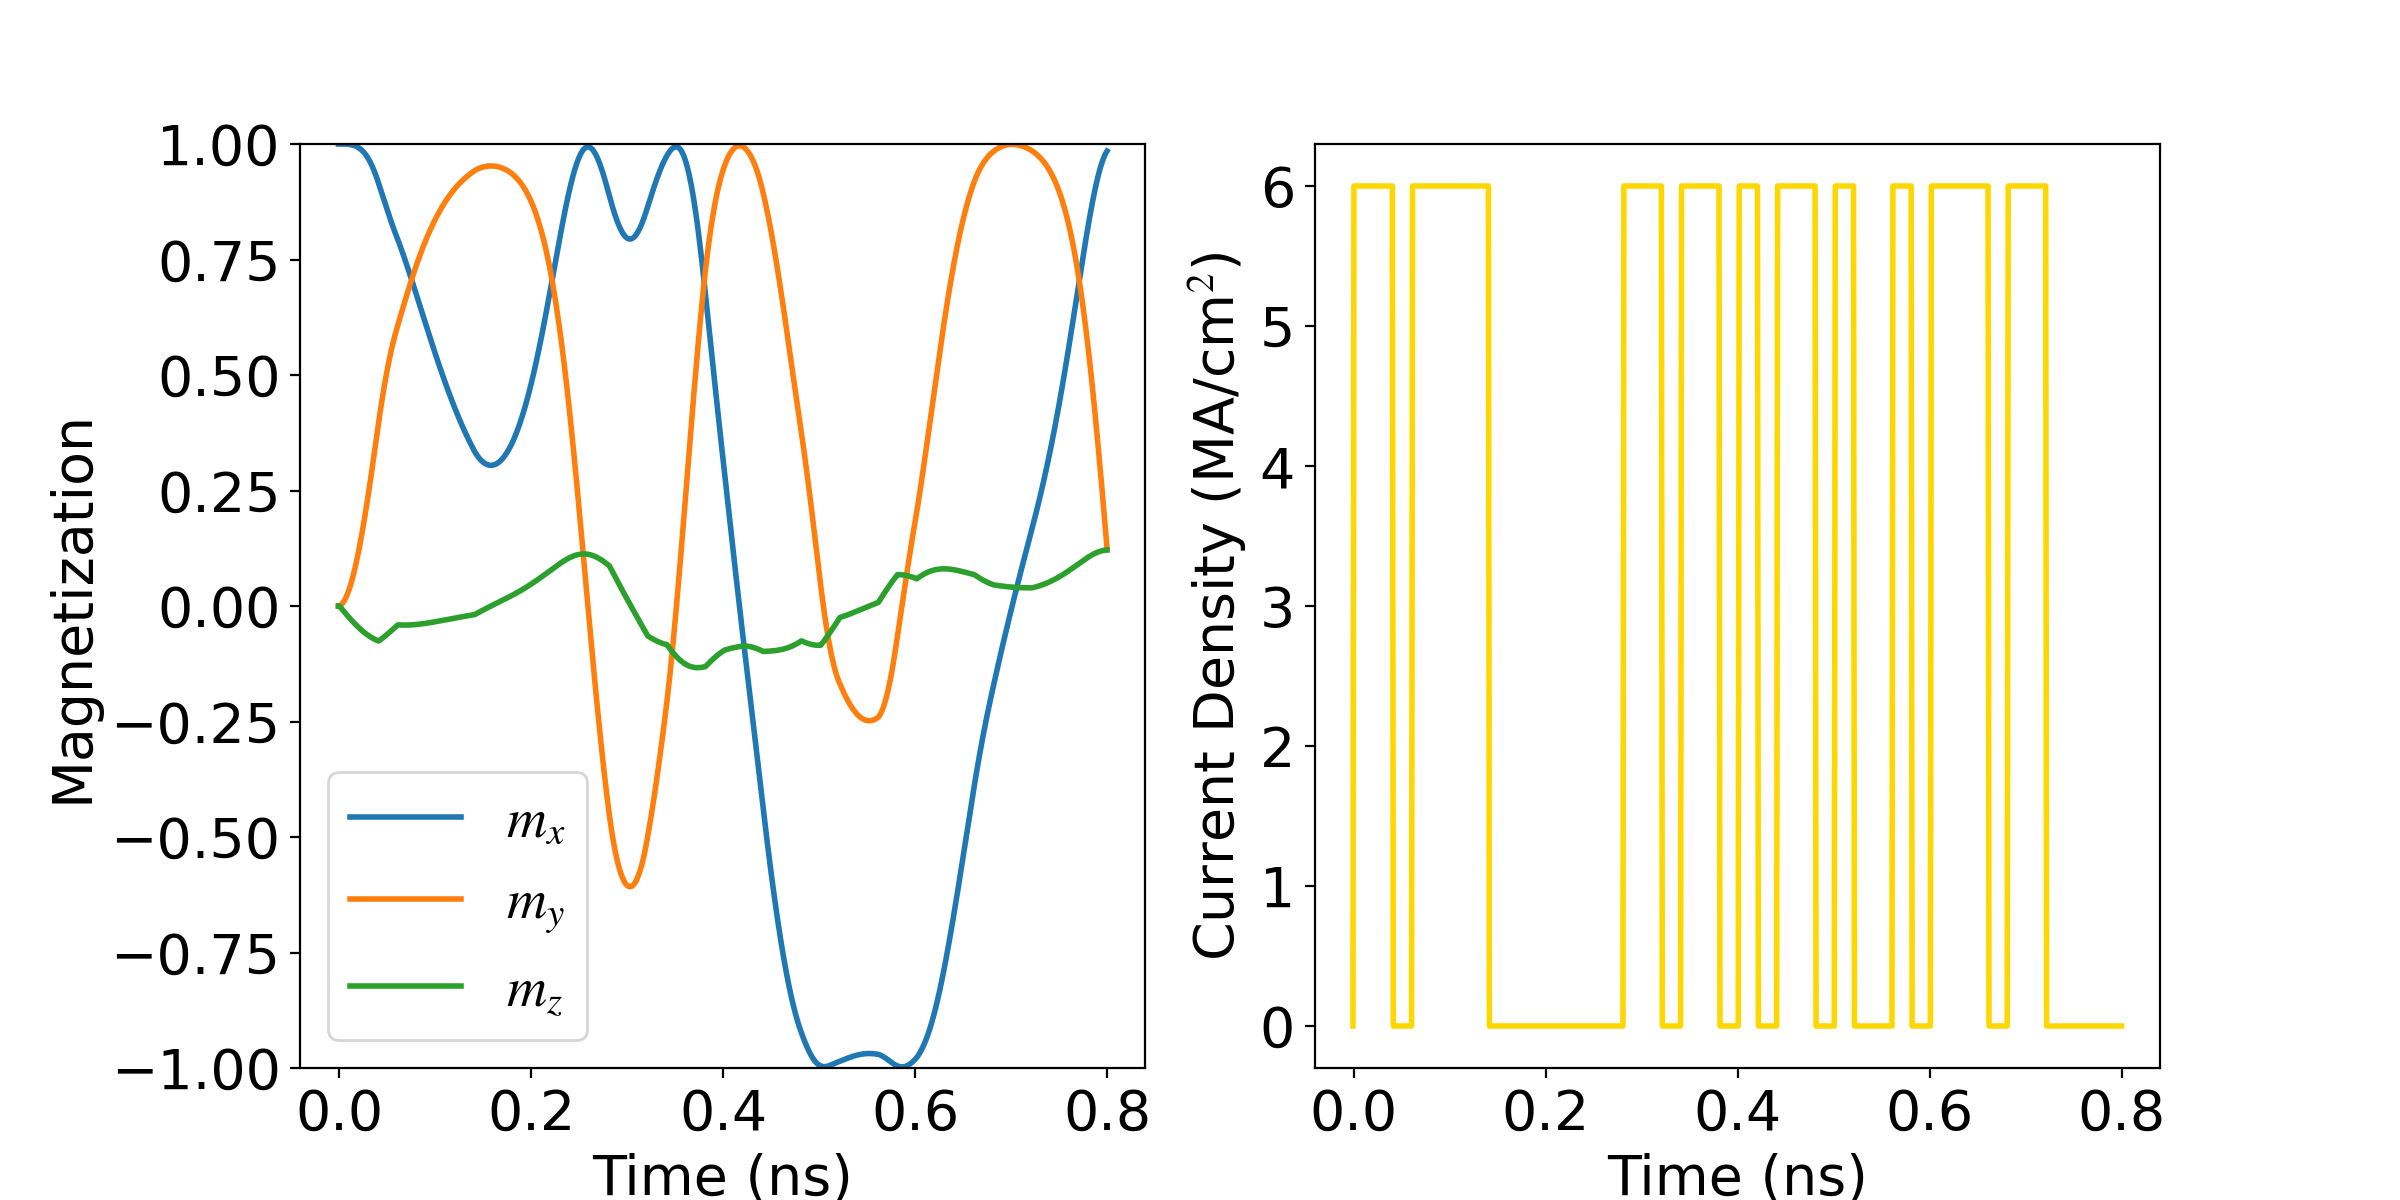 Magnetization
1.00
0.75
0.50
0.25
0.00
−0.25
−0.50
−0.75
−1.00
0.0 0.2 0.4 0.6 0.8
Time (ns)
m_x
m_y
m_z
Current Density (MA/cm²)
6
5
4
3
2
1
0
0.0 0.2 0.4 0.6 0.8
Time (ns)